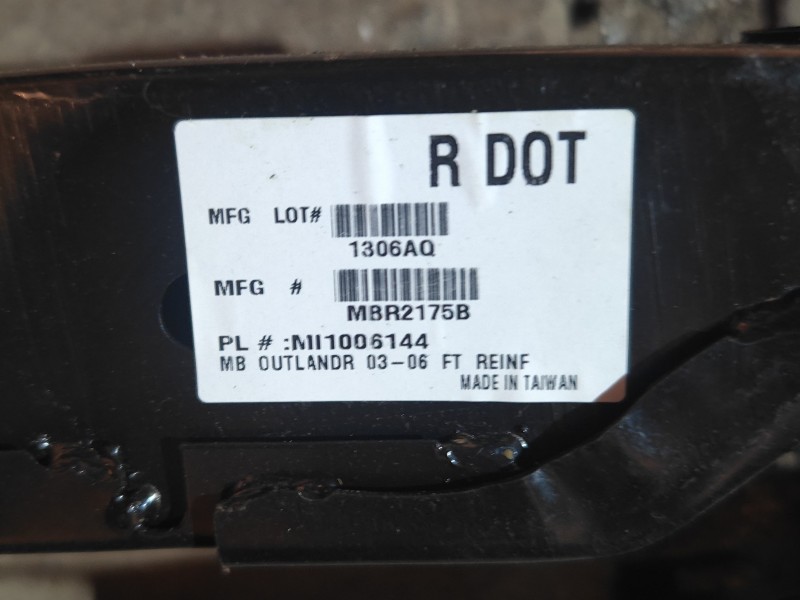 R DOT
MFG LOT#
1306AQ
MFG #
MBR2175B
PL # :MI1006144
MB OUTLANDR 03-06 FT REINF
MADE IN TAIWAN